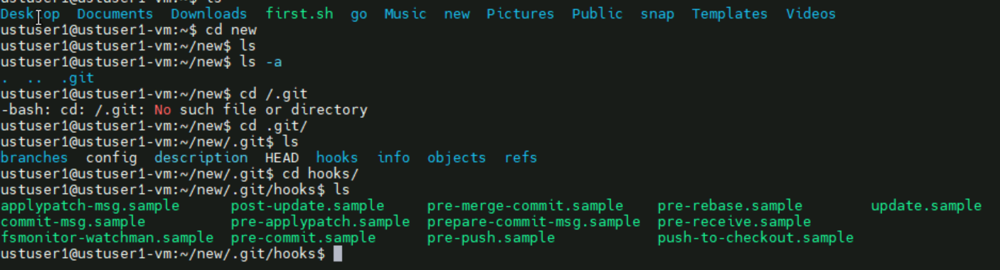 Desktop  Documents  Downloads  first.sh  go  Music  new  Pictures  Public  snap  Templates  Videos
ustuser1@ustuser1-vm:~$ cd new
ustuser1@ustuser1-vm:~/new$ ls
ustuser1@ustuser1-vm:~/new$ ls -a
.  ..  .git
ustuser1@ustuser1-vm:~/new$ cd /.git
-bash: cd: /.git: No such file or directory
ustuser1@ustuser1-vm:~/new$ cd .git/
ustuser1@ustuser1-vm:~/new/.git$ ls
branches  config  description  HEAD  hooks  info  objects  refs
ustuser1@ustuser1-vm:~/new/.git$ cd hooks/
ustuser1@ustuser1-vm:~/new/.git/hooks$ ls
applypatch-msg.sample  post-update.sample  pre-merge-commit.sample  pre-rebase.sample  update.sample
commit-msg.sample  pre-applypatch.sample  prepare-commit-msg.sample  pre-receive.sample
fsmonitor-watchman.sample  pre-commit.sample  pre-push.sample  push-to-checkout.sample
ustuser1@ustuser1-vm:~/new/.git/hooks$